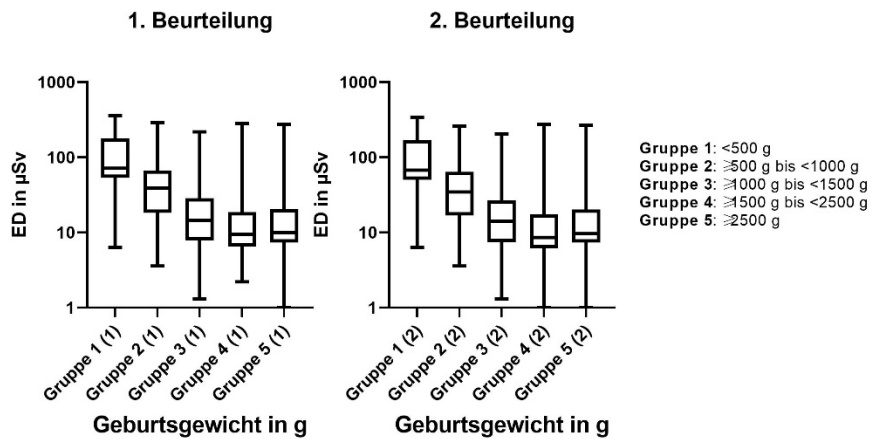 1. Beurteilung
ED in µSv
1000
100
10
1
Gruppe 1 (1)
Gruppe 2 (1)
Gruppe 3 (1)
Gruppe 4 (1)
Gruppe 5 (1)
Geburtsgewicht in g
2. Beurteilung
ED in µSv
1000
100
10
1
Gruppe 1 (2)
Gruppe 2 (2)
Gruppe 3 (2)
Gruppe 4 (2)
Gruppe 5 (2)
Geburtsgewicht in g
Gruppe 1: <500 g
Gruppe 2: ⩾500 g bis <1000 g
Gruppe 3: ⩾1000 g bis <1500 g
Gruppe 4: ⩾1500 g bis <2500 g
Gruppe 5: ⩾2500 g